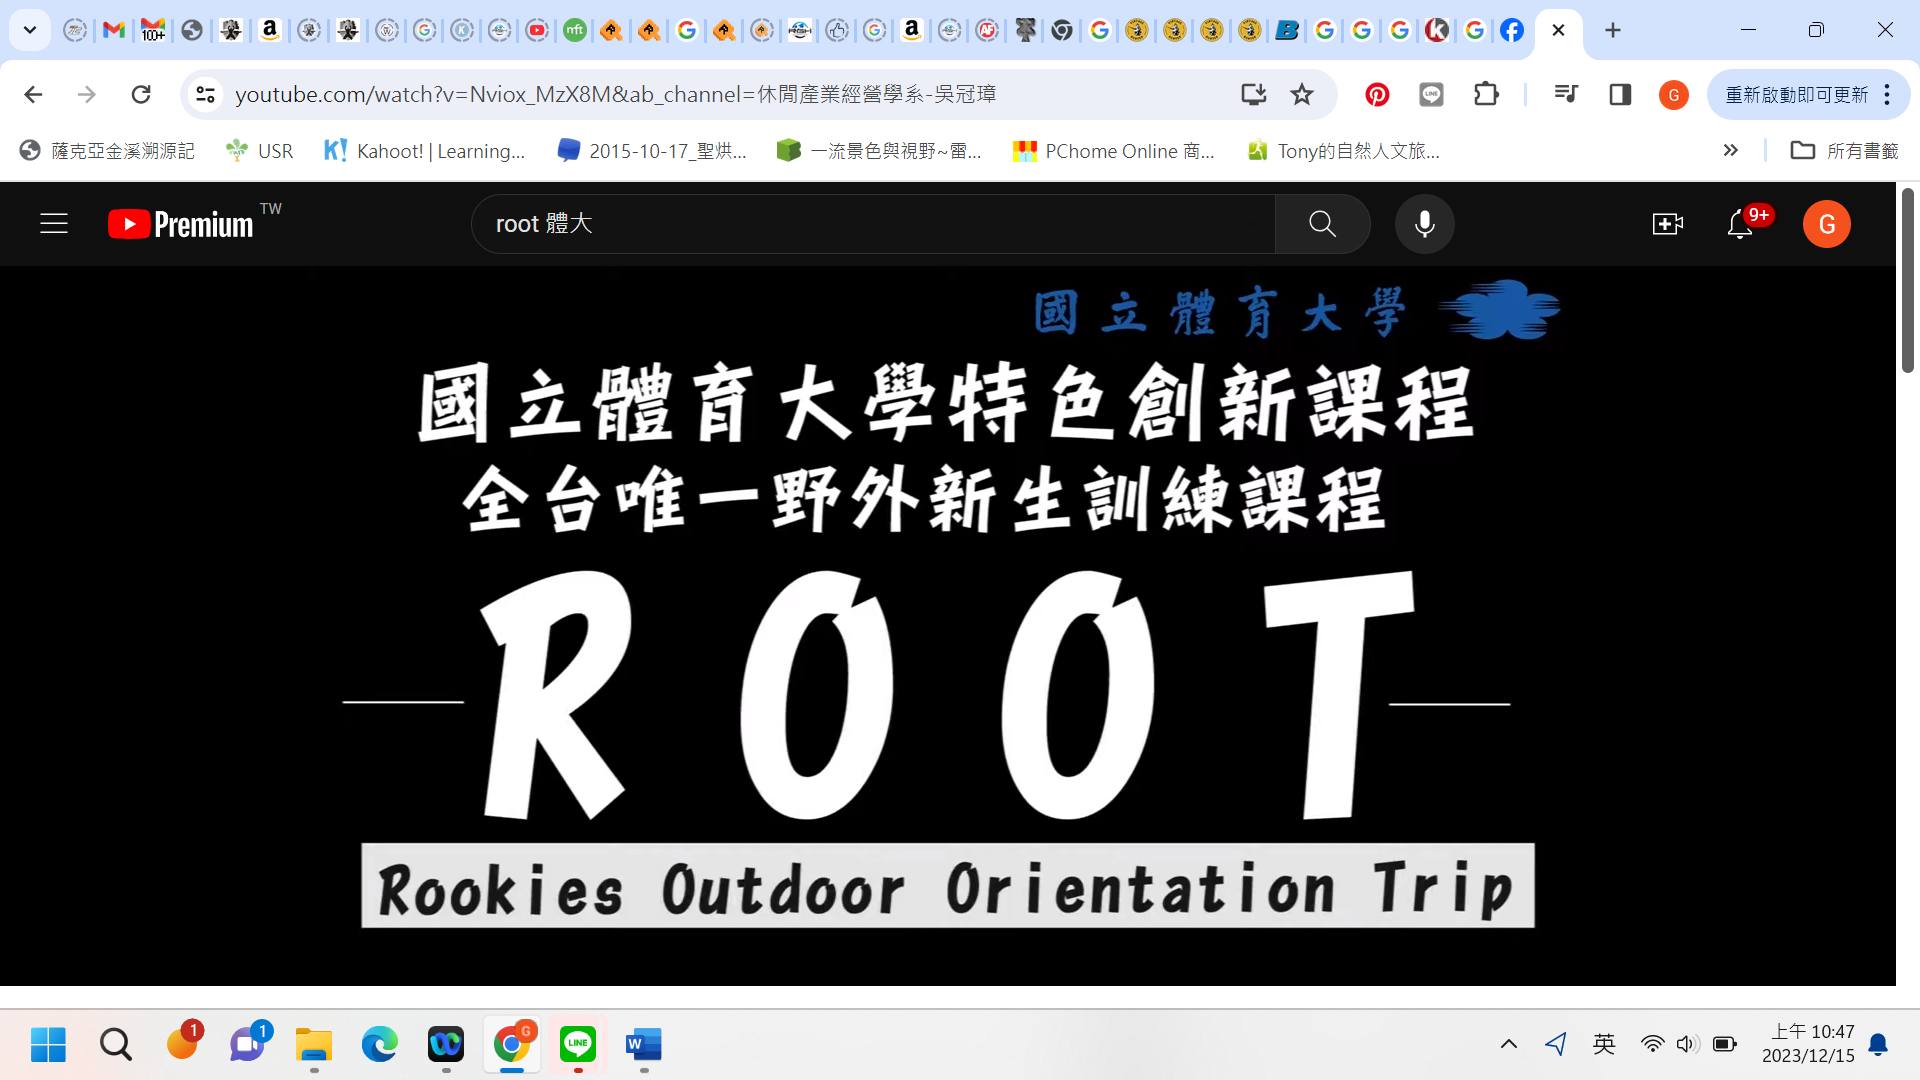 100+
youtube.com/watch?v=Nviox_MzX8M&ab_channel=休閒產業經營學系-吳冠璋
G
重新啟動即可更新
薩克亞金溪溯源記
USR
Kahoot! | Learning...
2015-10-17_聖烘...
一流景色與視野~雷...
PChome Online 商...
Tony的自然人文旅...
所有書籤
Premium TW
root 體大
9+
G
國立體育大學
國立體育大學特色創新課程
全台唯一野外新生訓練課程
ROOT
Rookies Outdoor Orientation Trip
1
1
G
LINE
W
英
上午 10:47
2023/12/15